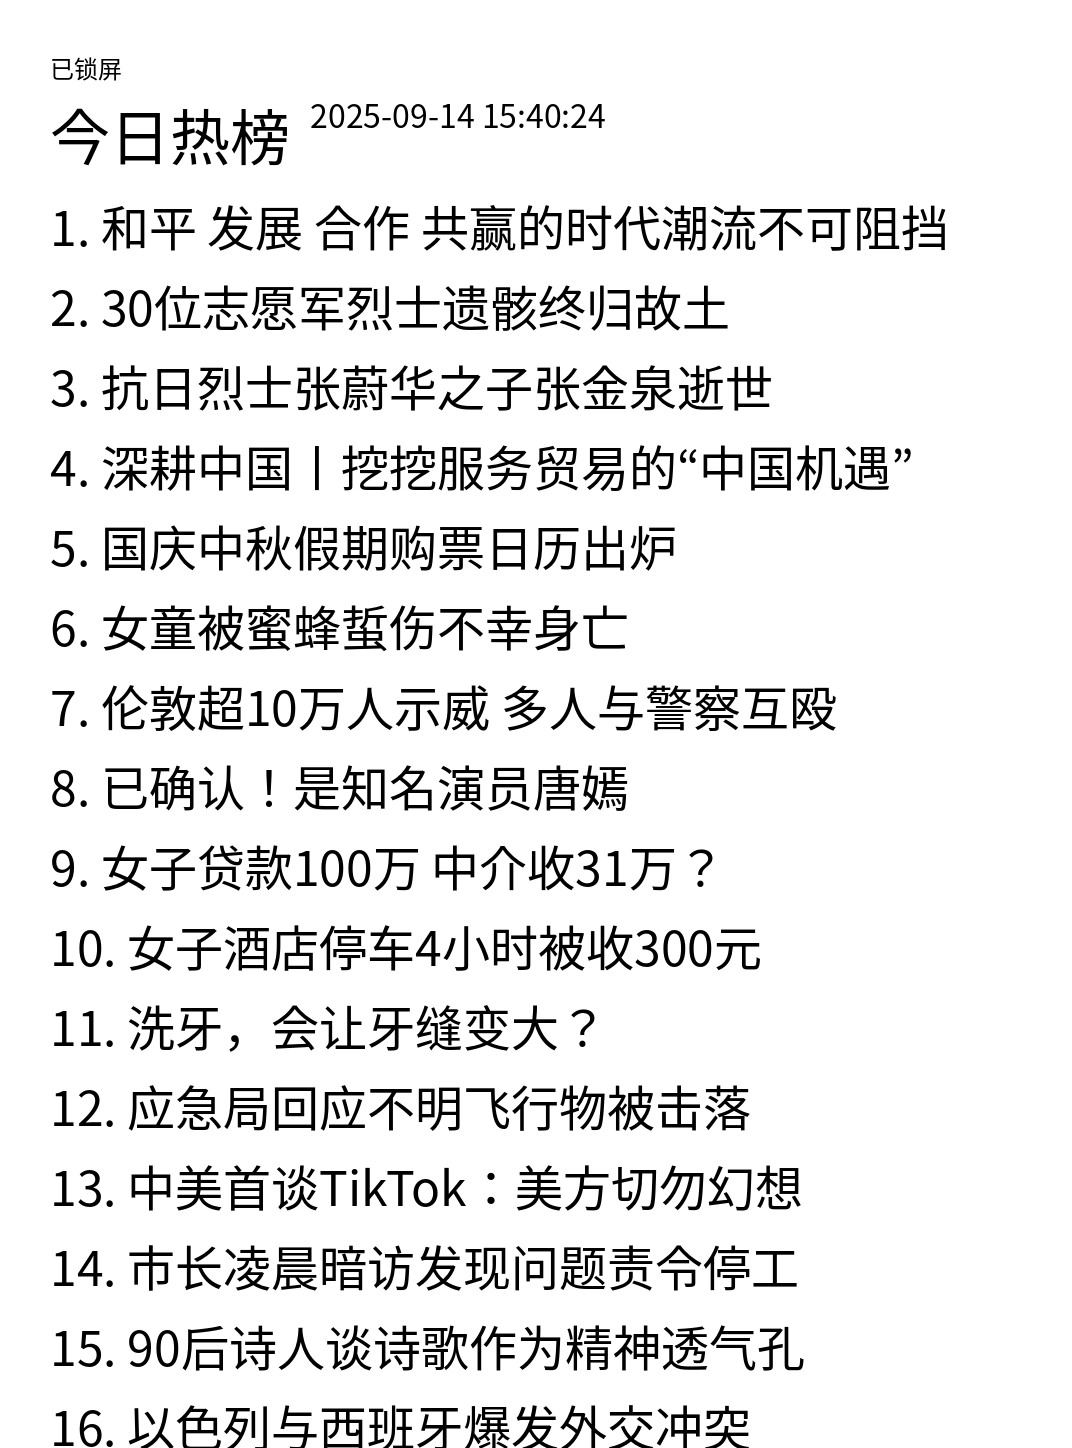 已锁屏
今日热榜 2025-09-14 15:40:24
1. 和平 发展 合作 共赢的时代潮流不可阻挡
2. 30位志愿军烈士遗骸终归故土
3. 抗日烈士张蔚华之子张金泉逝世
4. 深耕中国丨挖挖服务贸易的“中国机遇”
5. 国庆中秋假期购票日历出炉
6. 女童被蜜蜂蜇伤不幸身亡
7. 伦敦超10万人示威 多人与警察互殴
8. 已确认！是知名演员唐嫣
9. 女子贷款100万 中介收31万？
10. 女子酒店停车4小时被收300元
11. 洗牙，会让牙缝变大？
12. 应急局回应不明飞行物被击落
13. 中美首谈TikTok：美方切勿幻想
14. 市长凌晨暗访发现问题责令停工
15. 90后诗人谈诗歌作为精神透气孔
16. 以色列与西班牙爆发外交冲突